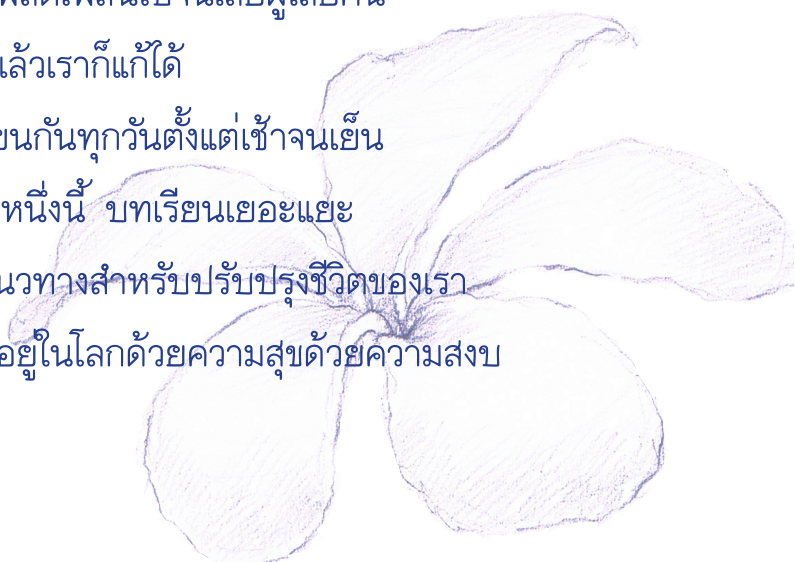 แล้วเราก็แก้ได้
กันทุกวันตั้งแต่เช้าจนเย็น
หนึ่งนี้ บทเรียนเยอะแยะ
แนวทางสำหรับปรับปรุงชีวิตของเรา
อยู่ในโลกด้วยความสุขด้วยความสงบ